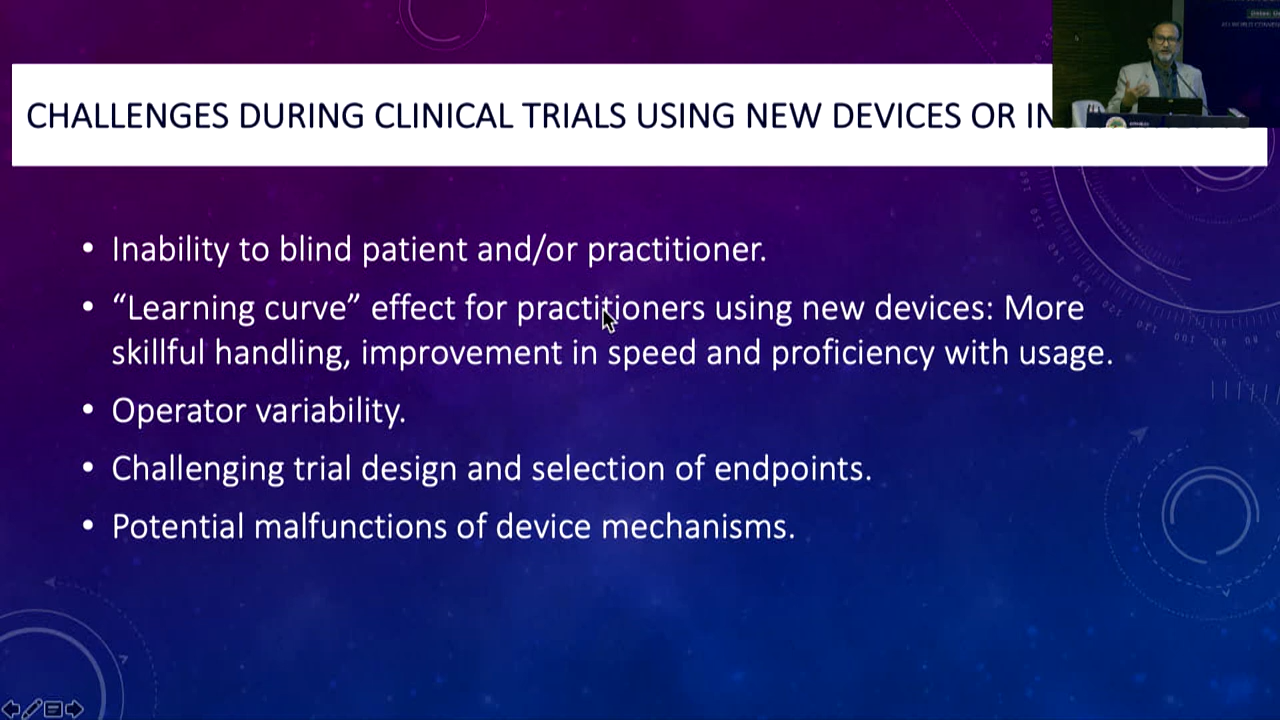 CHALLENGES DURING CLINICAL TRIALS USING NEW DEVICES OR
• Inability to blind patient and/or practitioner.
• “Learning curve” effect for practitioners using new devices: More
skillful handling, improvement in speed and proficiency with usage.
• Operator variability.
• Challenging trial design and selection of endpoints.
• Potential malfunctions of device mechanisms.